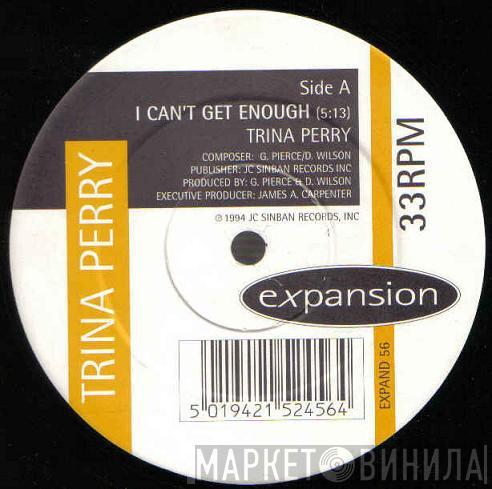 Side A
I CAN'T GET ENOUGH (5:13)
TRINA PERRY
COMPOSER: G. PIERCE/D. WILSON
PUBLISHER: JC SINBAN RECORDS INC
PRODUCED BY: G. PIERCE & D. WILSON
EXECUTIVE PRODUCER: JAMES A. CARPENTER
℗ 1994 JC SINBAN RECORDS, INC
TRINA PERRY
33RPM
expansion
EXPAND 56
5 019421 524564
МАРКЕТ ВИНИЛА